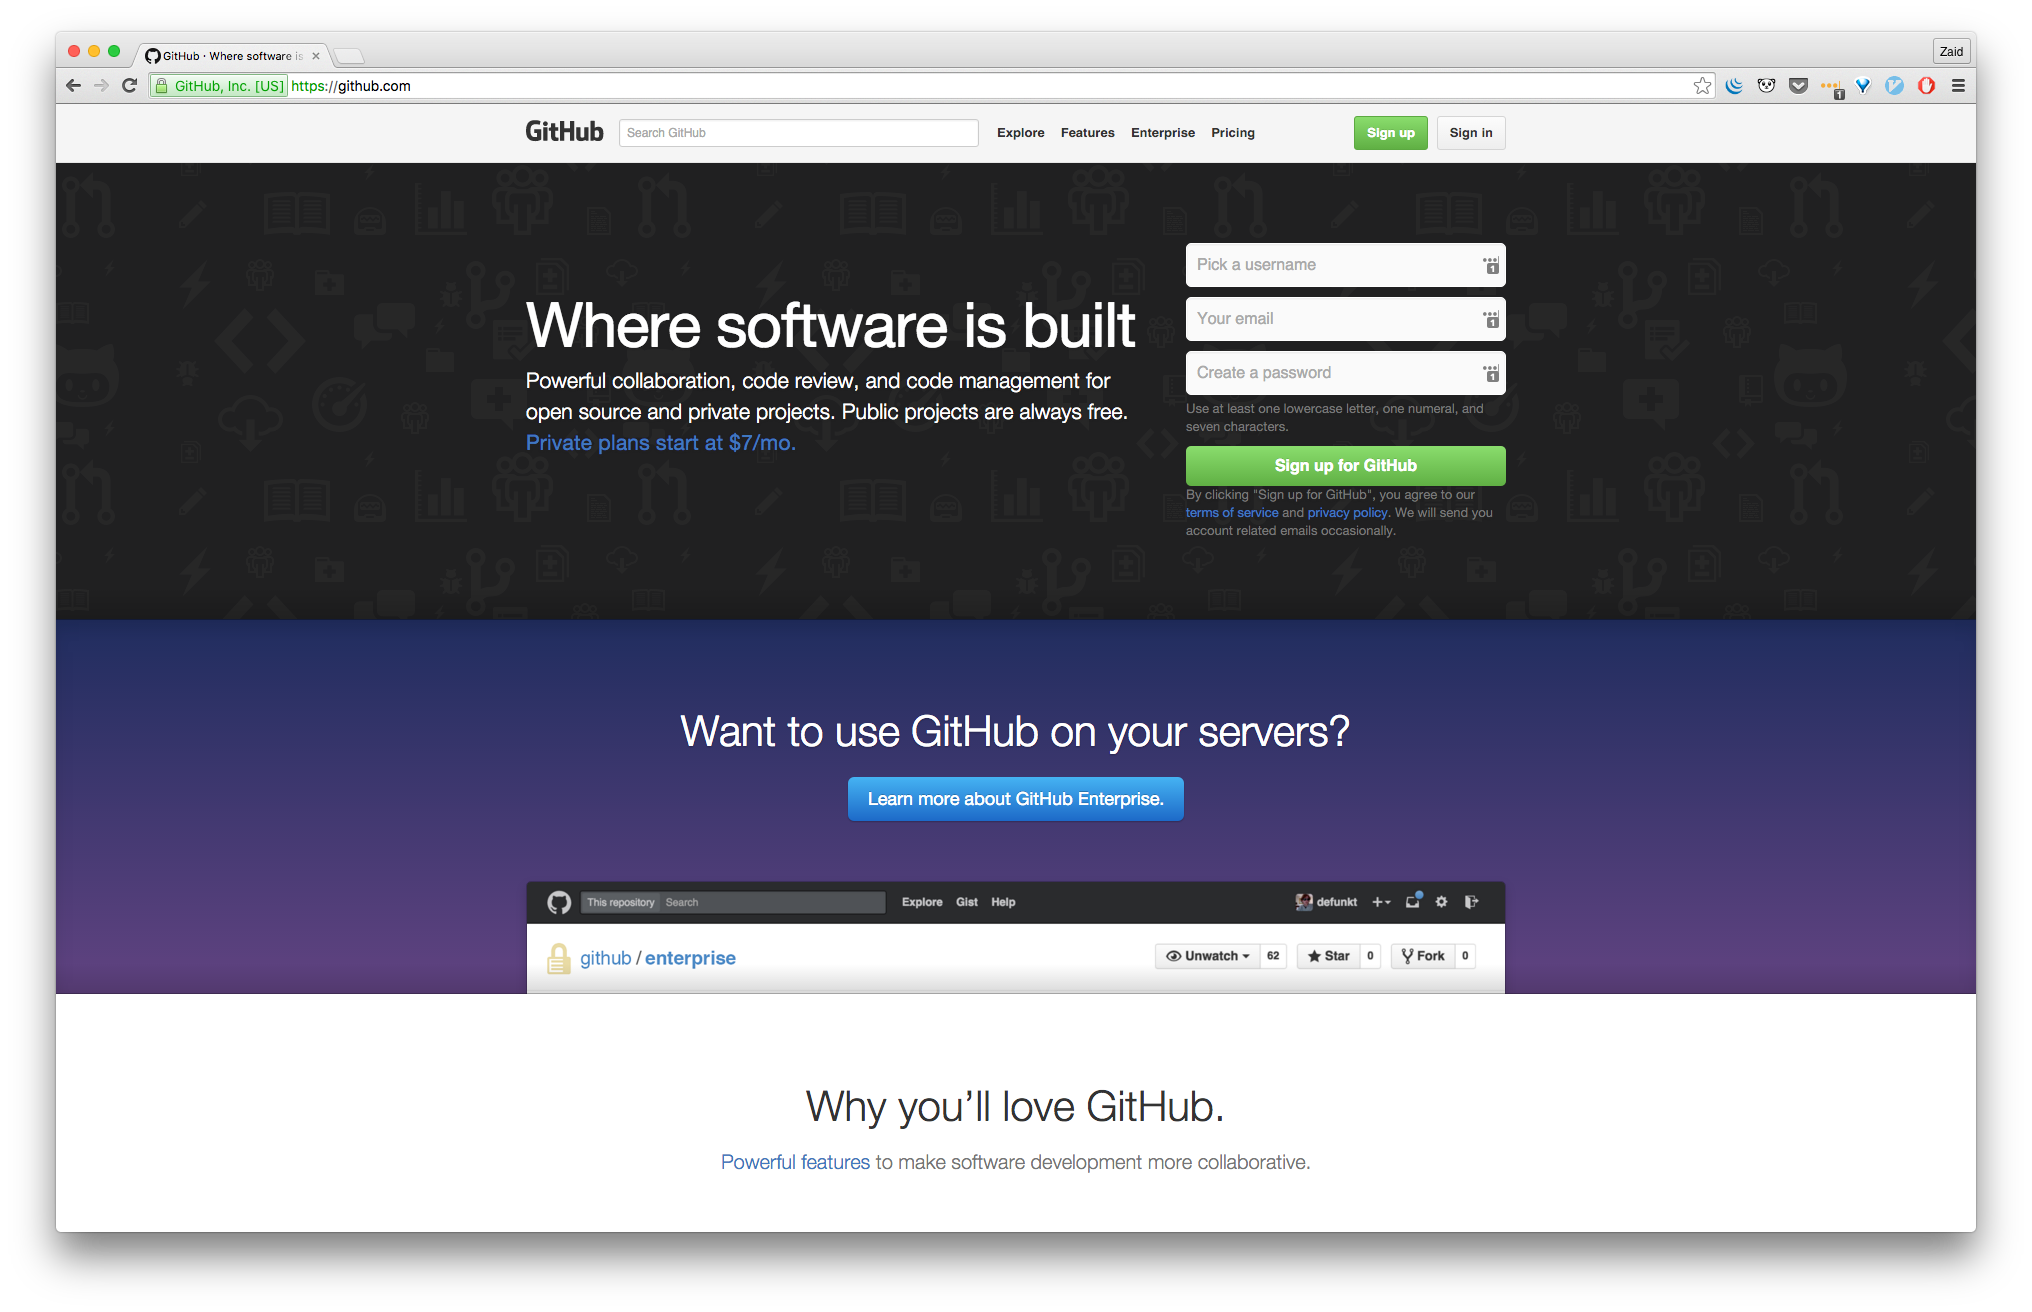 GitHub · Where software is
Zaid
GitHub, Inc. [US] https://github.com
1
GitHub Search GitHub Explore Features Enterprise Pricing Sign up Sign in
Where software is built
Powerful collaboration, code review, and code management for
open source and private projects. Public projects are always free.
Private plans start at $7/mo.
Pick a username 1
Your email 1
Create a password 1
Use at least one lowercase letter, one numeral, and
seven characters.
Sign up for GitHub
By clicking "Sign up for GitHub", you agree to our
terms of service and privacy policy. We will send you
account related emails occasionally.
Want to use GitHub on your servers?
Learn more about GitHub Enterprise.
This repository Search Explore Gist Help defunkt
github / enterprise Unwatch 62 Star 0 Fork 0
Why you’ll love GitHub.
Powerful features to make software development more collaborative.